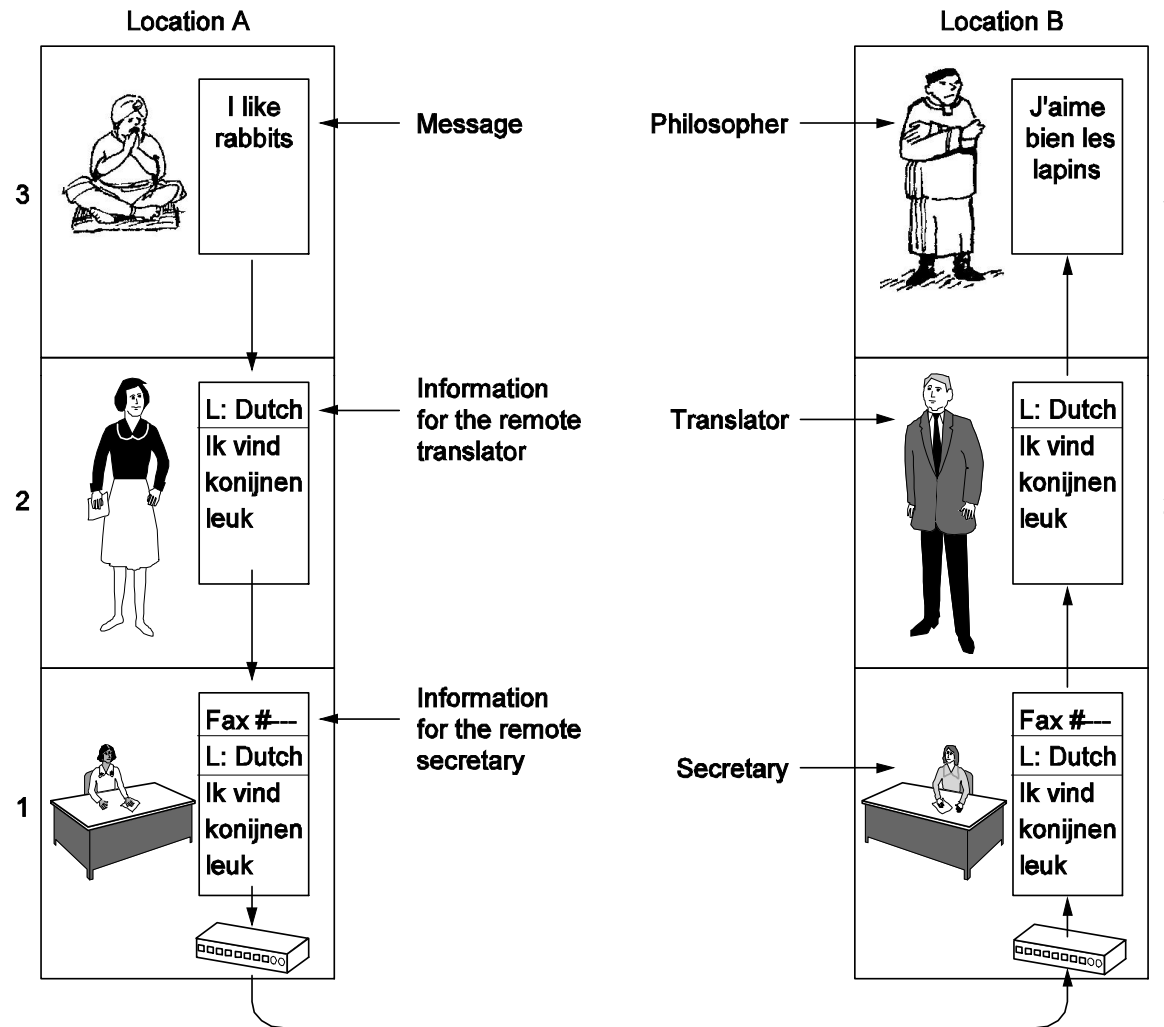 Location A
Location B
I like
rabbits
Message
Philosopher
J'aime
bien les
lapins
3
L: Dutch
Ik vind
konijnen
leuk
Information
for the remote
translator
Translator
L: Dutch
Ik vind
konijnen
leuk
2
Fax #---
L: Dutch
Ik vind
konijnen
leuk
Information
for the remote
secretary
Secretary
Fax #---
L: Dutch
Ik vind
konijnen
leuk
1